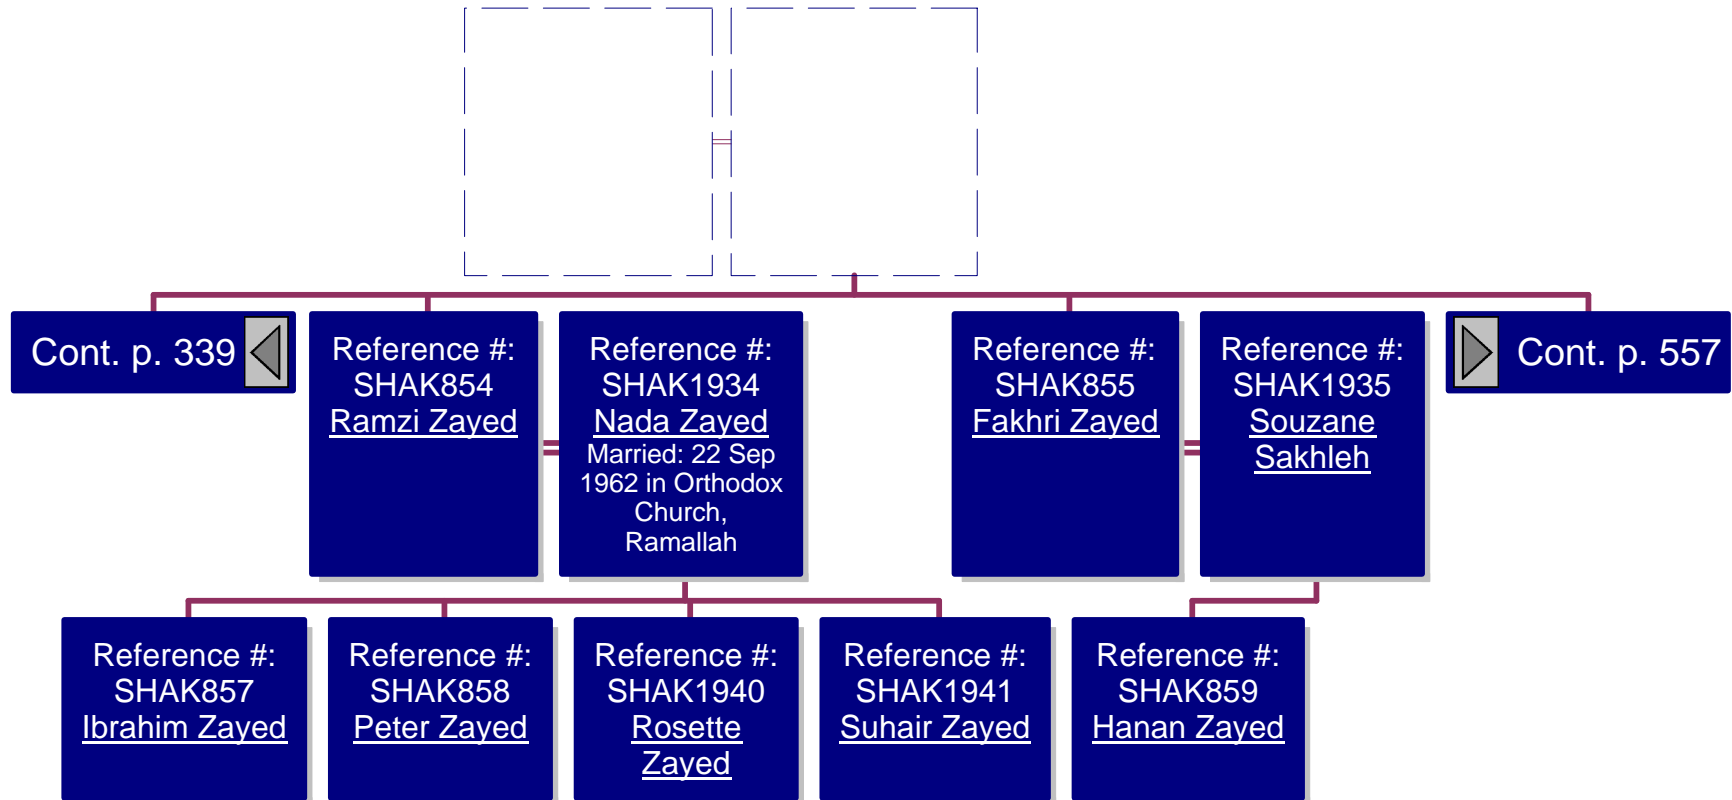 Cont. p. 339
Reference #:
SHAK854
Ramzi Zayed
Reference #:
SHAK1934
Nada Zayed
Married: 22 Sep
1962 in Orthodox
Church,
Ramallah
Reference #:
SHAK855
Fakhri Zayed
Reference #:
SHAK1935
Souzane
Sakhleh
Cont. p. 557
Reference #:
SHAK857
Ibrahim Zayed
Reference #:
SHAK858
Peter Zayed
Reference #:
SHAK1940
Rosette
Zayed
Reference #:
SHAK1941
Suhair Zayed
Reference #:
SHAK859
Hanan Zayed